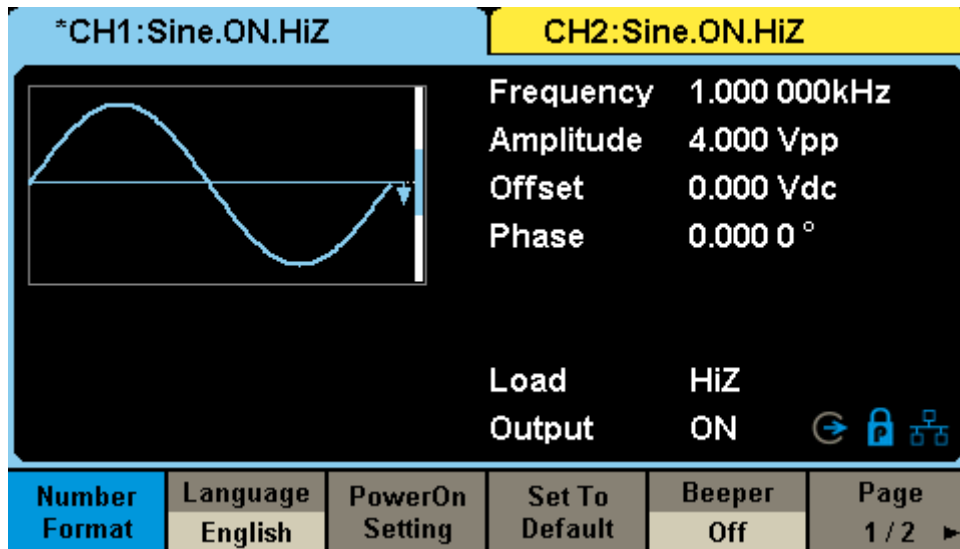 *CH1:Sine.ON.HiZ
CH2:Sine.ON.HiZ
Frequency 1.000 000kHz
Amplitude 4.000 Vpp
Offset 0.000 Vdc
Phase 0.000 0 °
Load HiZ
Output ON
P
Number Format
Language English
PowerOn Setting
Set To Default
Beeper Off
Page 1 / 2 ►